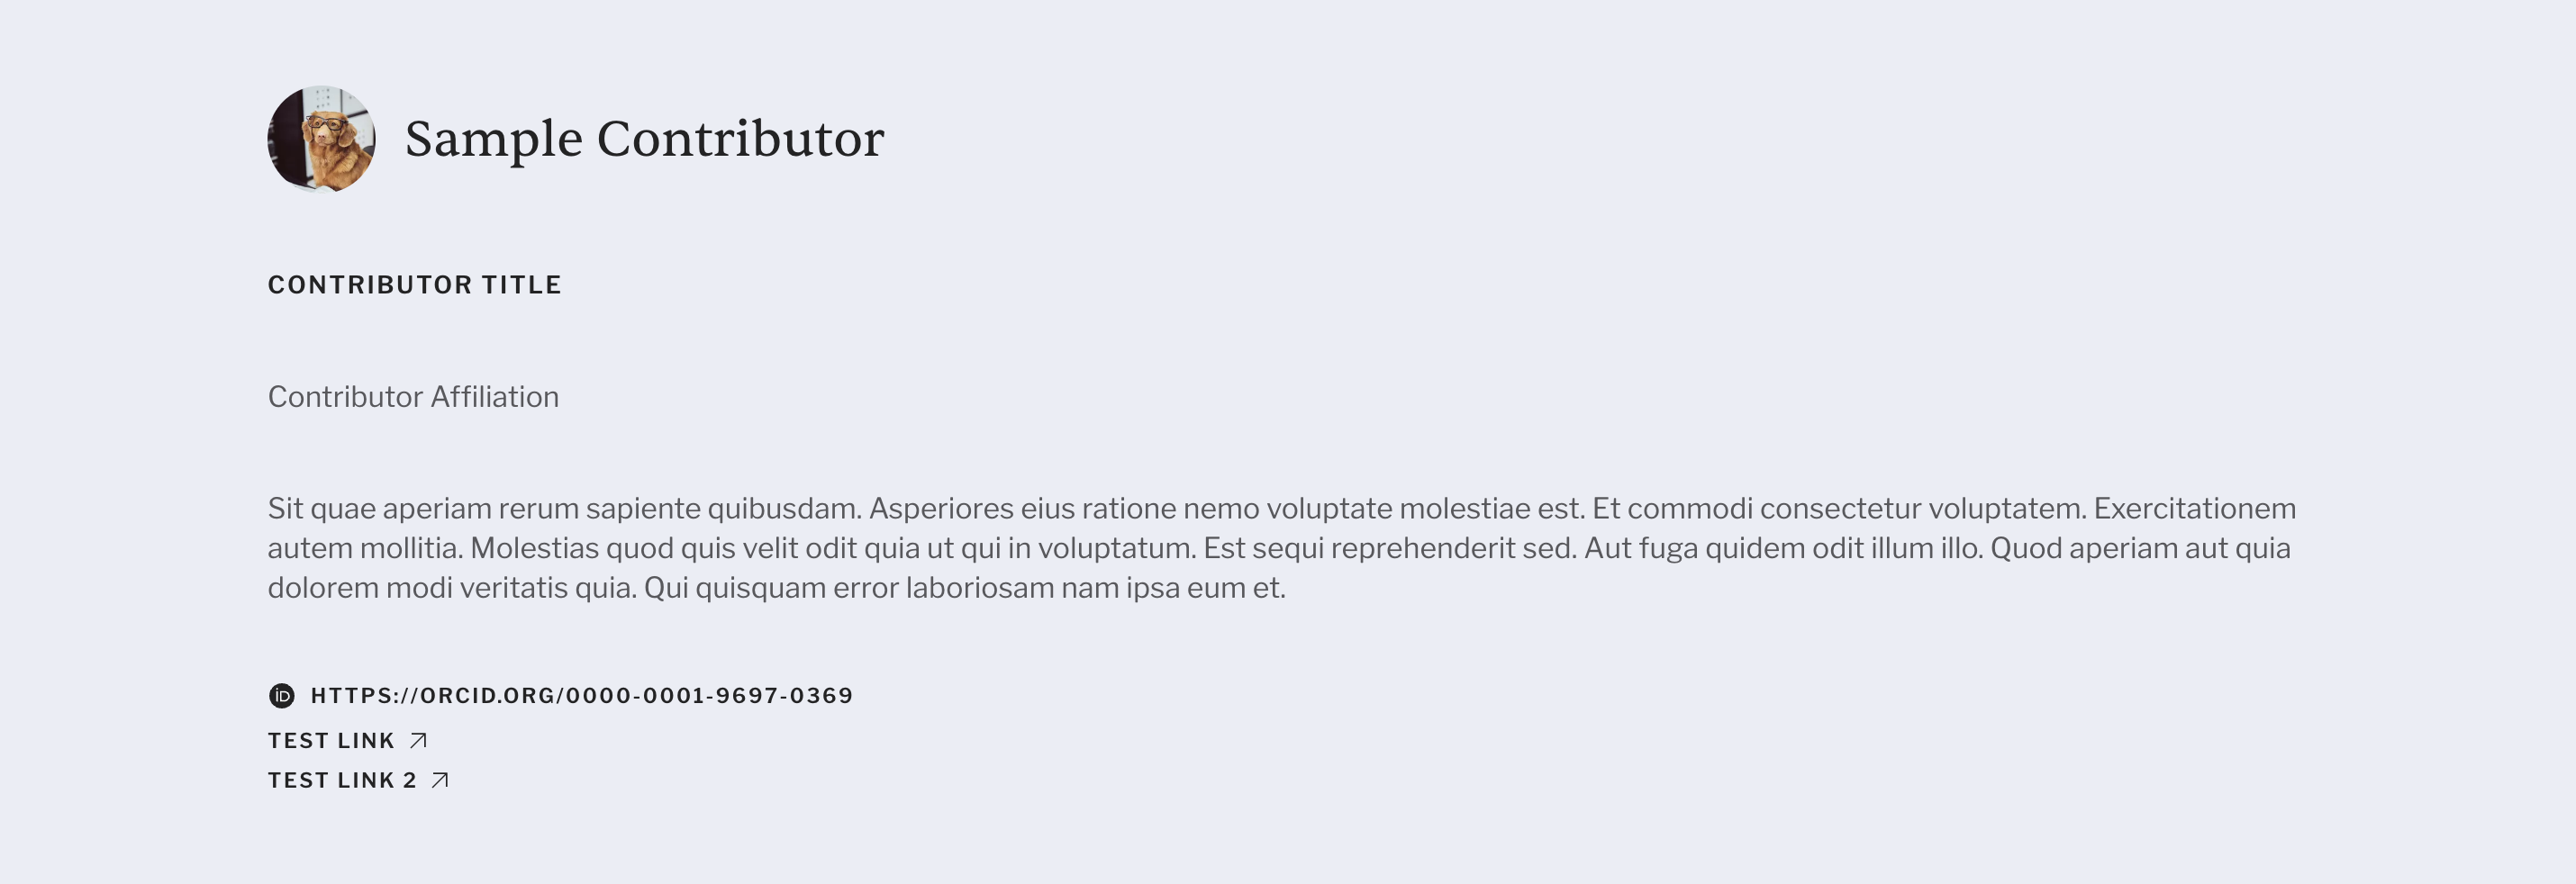 Sample Contributor
CONTRIBUTOR TITLE
Contributor Affiliation
Sit quae aperiam rerum sapiente quibusdam. Asperiores eius ratione nemo voluptate molestiae est. Et commodi consectetur voluptatem. Exercitationem
autem mollitia. Molestias quod quis velit odit quia ut qui in voluptatum. Est sequi reprehenderit sed. Aut fuga quidem odit illum illo. Quod aperiam aut quia
dolorem modi veritatis quia. Qui quisquam error laboriosam nam ipsa eum et.
iD HTTPS://ORCID.ORG/0000-0001-9697-0369
TEST LINK
TEST LINK 2